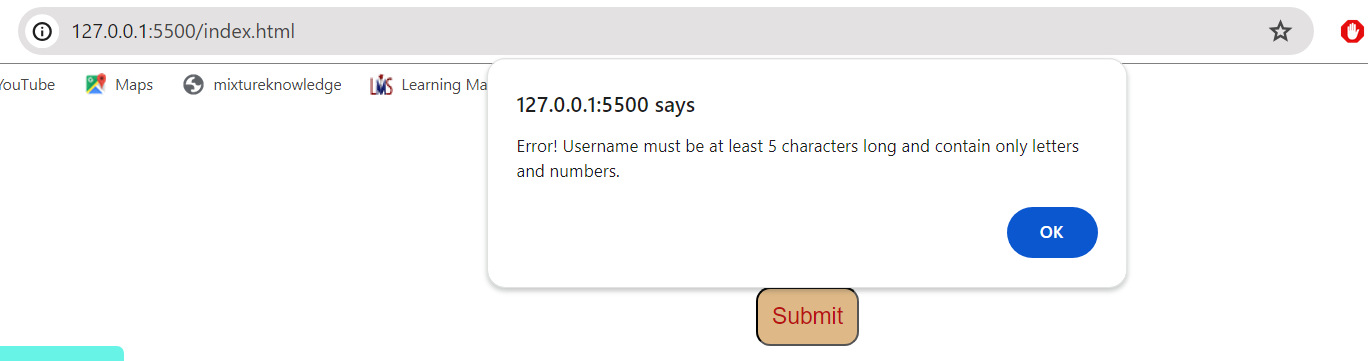 127.0.0.1:5500/index.html
YouTube Maps mixtureknowledge LMS Learning Ma
127.0.0.1:5500 says
Error! Username must be at least 5 characters long and contain only letters
and numbers.
OK
Submit